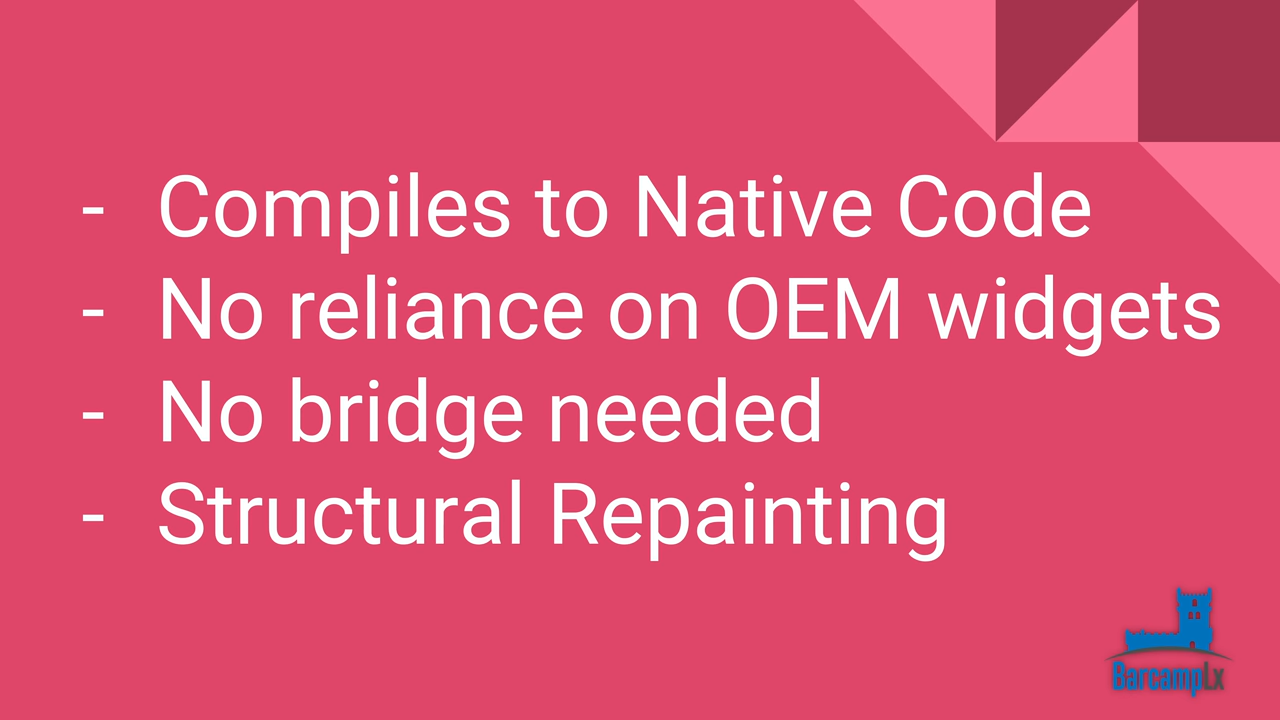 - Compiles to Native Code
- No reliance on OEM widgets
- No bridge needed
- Structural Repainting
BarcampLx